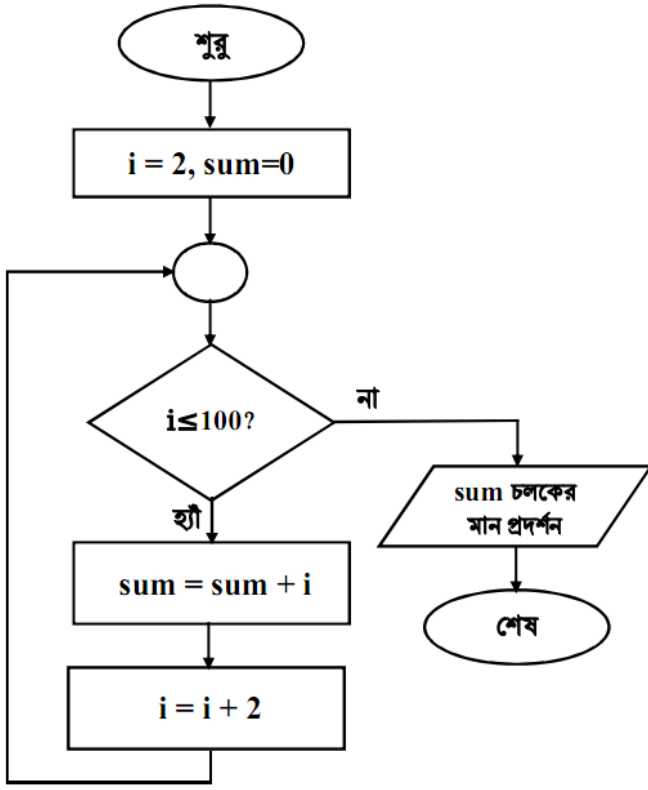 শুরু
i = 2, sum=0
i≤100?
না
হ্যাঁ
sum চলকের
মান প্রদর্শন
sum = sum + i
শেষ
i = i + 2